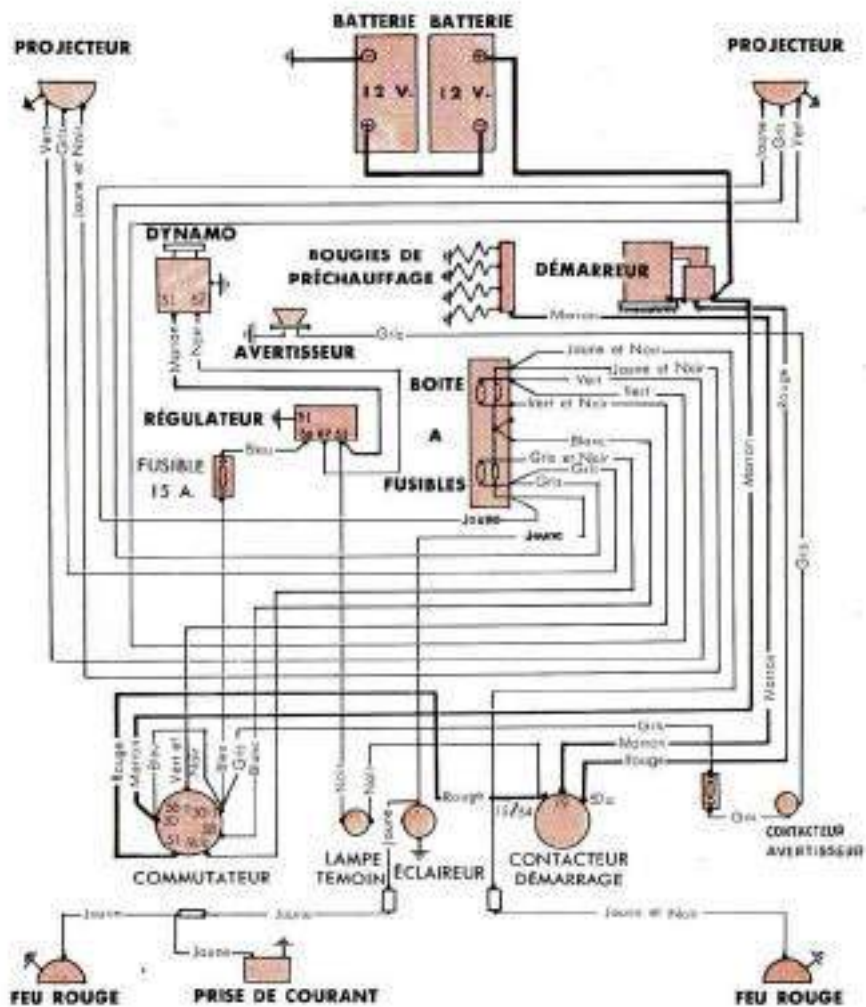 BATTERIE BATTERIE
PROJECTEUR
PROJECTEUR
12 V.
12 V.
Vert
Gris
Jaune et Noir
Jaune
Gris
Vert
DYNAMO
51 67
BOUGIES DE
PRÉCHAUFFAGE
DÉMARREUR
Marron
Marron
Noir
AVERTISSEUR
Gris
Jaune et Noir
Jaune et Noir
Vert
Vert
Vert et Noir
BOITE
A
FUSIBLES
Rouge
RÉGULATEUR
Bleu
FUSIBLE
15 A.
Blanc
Gris et Noir
Gris
Gris
Marron
Jaune
Jaune
Gris
Marron
Gris
Marron
Rouge
Rouge
Marron
Bleu
Vert et
Noir
Bleu
Gris
Blanc
Noir
Noir
Rouge
15/54
Jaune
Gris
COMMUTATEUR
LAMPE
TEMOIN
ÉCLAIREUR
CONTACTEUR
DÉMARRAGE
CONTACTEUR
AVERTISSEUR
Jaune
Jaune
Jaune et Noir
Jaune
FEU ROUGE
PRISE DE COURANT
FEU ROUGE